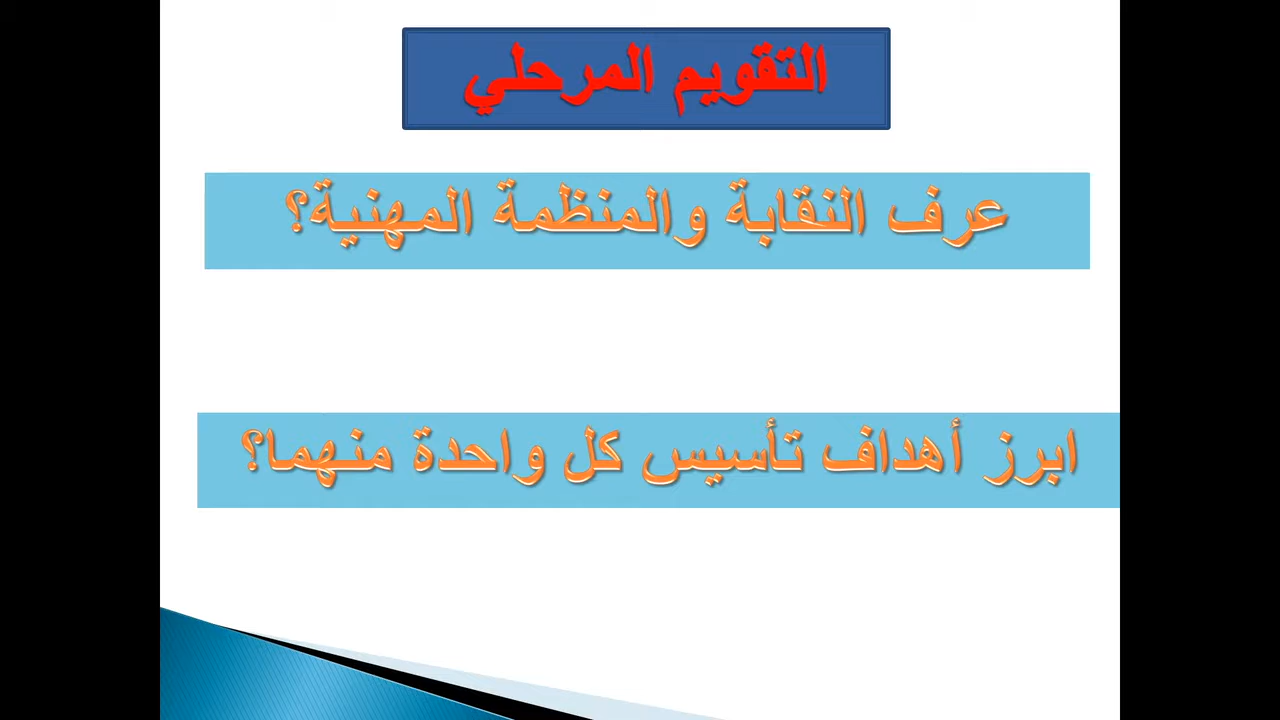 التقويم المرحلي
عرف النقابة والمنظمة المهنية؟
ابرز أهداف تأسيس كل واحدة منهما؟